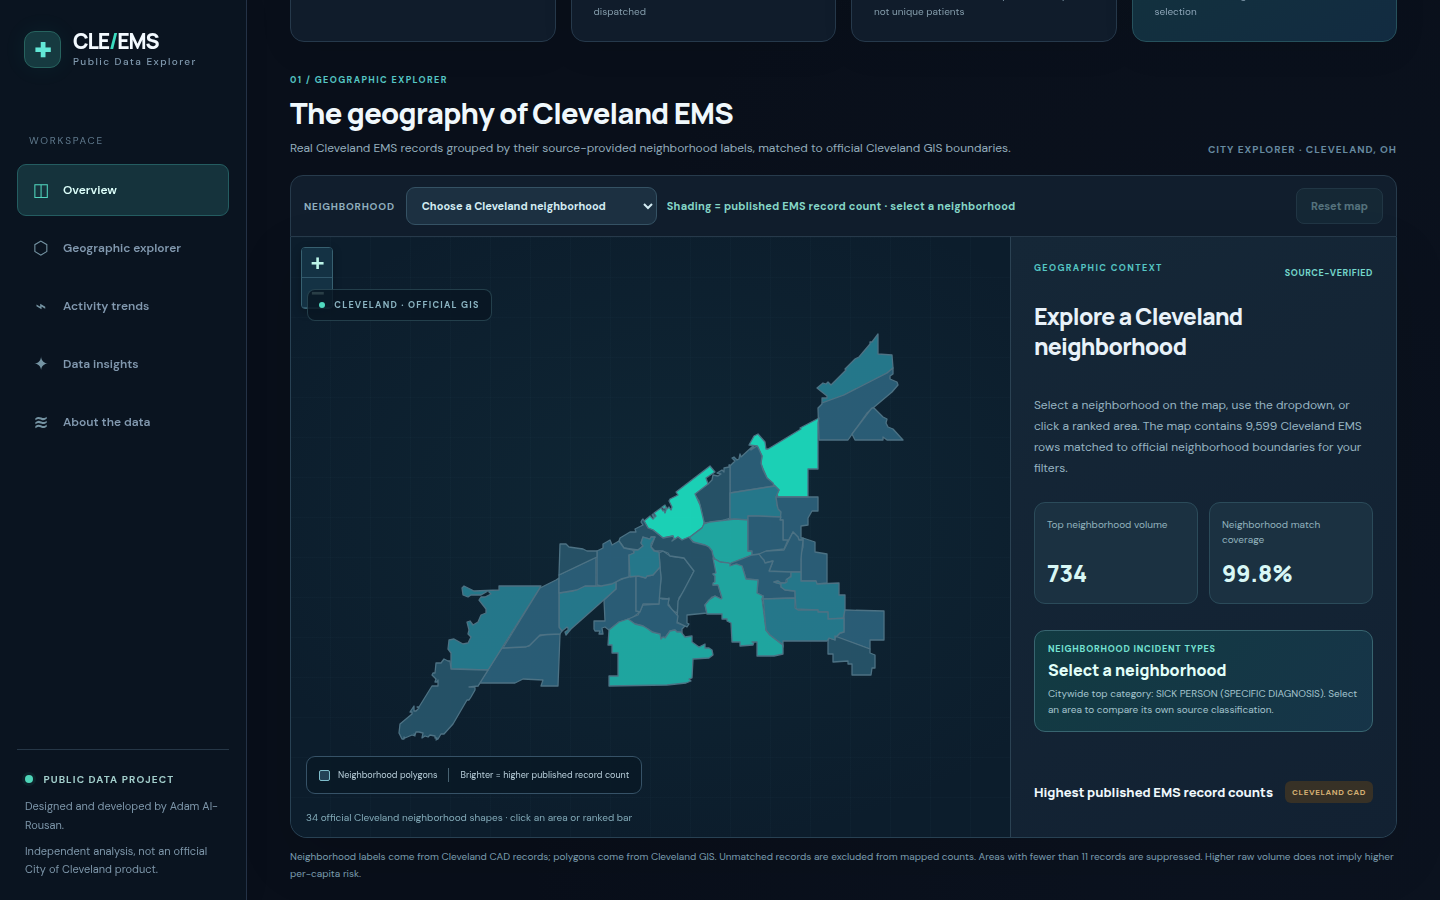 CLE/EMS
Public Data Explorer
WORKSPACE
Overview
Geographic explorer
Activity trends
Data insights
About the data
PUBLIC DATA PROJECT
Designed and developed by Adam Al-
Rousan.
Independent analysis, not an official
City of Cleveland product.
dispatched
not unique patients
selection
01 / GEOGRAPHIC EXPLORER
The geography of Cleveland EMS
Real Cleveland EMS records grouped by their source-provided neighborhood labels, matched to official Cleveland GIS boundaries.
CITY EXPLORER · CLEVELAND, OH
NEIGHBORHOOD
Choose a Cleveland neighborhood
Shading = published EMS record count · select a neighborhood
Reset map
+
CLEVELAND · OFFICIAL GIS
Neighborhood polygons
Brighter = higher published record count
34 official Cleveland neighborhood shapes · click an area or ranked bar
GEOGRAPHIC CONTEXT
SOURCE-VERIFIED
Explore a Cleveland
neighborhood
Select a neighborhood on the map, use the dropdown, or
click a ranked area. The map contains 9,599 Cleveland EMS
rows matched to official neighborhood boundaries for your
filters.
Top neighborhood volume
734
Neighborhood match
coverage
99.8%
NEIGHBORHOOD INCIDENT TYPES
Select a neighborhood
Citywide top category: SICK PERSON (SPECIFIC DIAGNOSIS). Select
an area to compare its own source classification.
Highest published EMS record counts
CLEVELAND CAD
Neighborhood labels come from Cleveland CAD records; polygons come from Cleveland GIS. Unmatched records are excluded from mapped counts. Areas with fewer than 11 records are suppressed. Higher raw volume does not imply higher
per-capita risk.